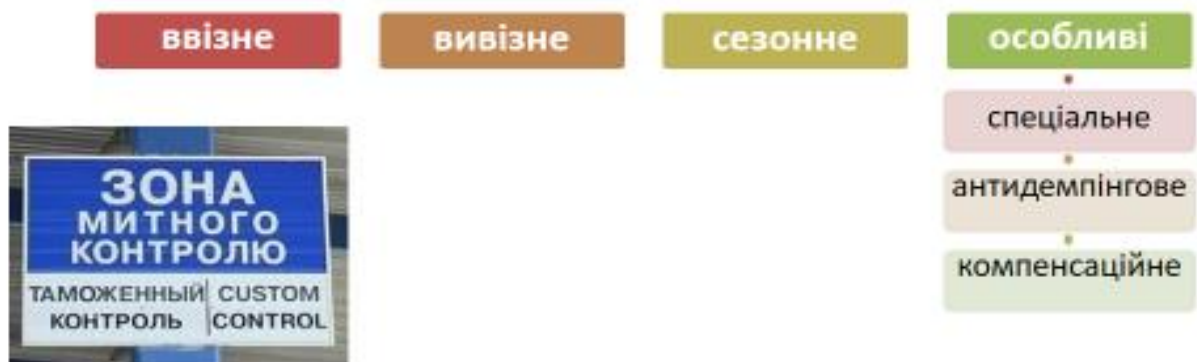 ввізне
вивізне
сезонне
особливі
спеціальне
антидемпінгове
компенсаційне
ЗОНА
МИТНОГО
КОНТРОЛЮ
ТАМОЖЕННЫЙ
КОНТРОЛЬ
CUSTOM
CONTROL